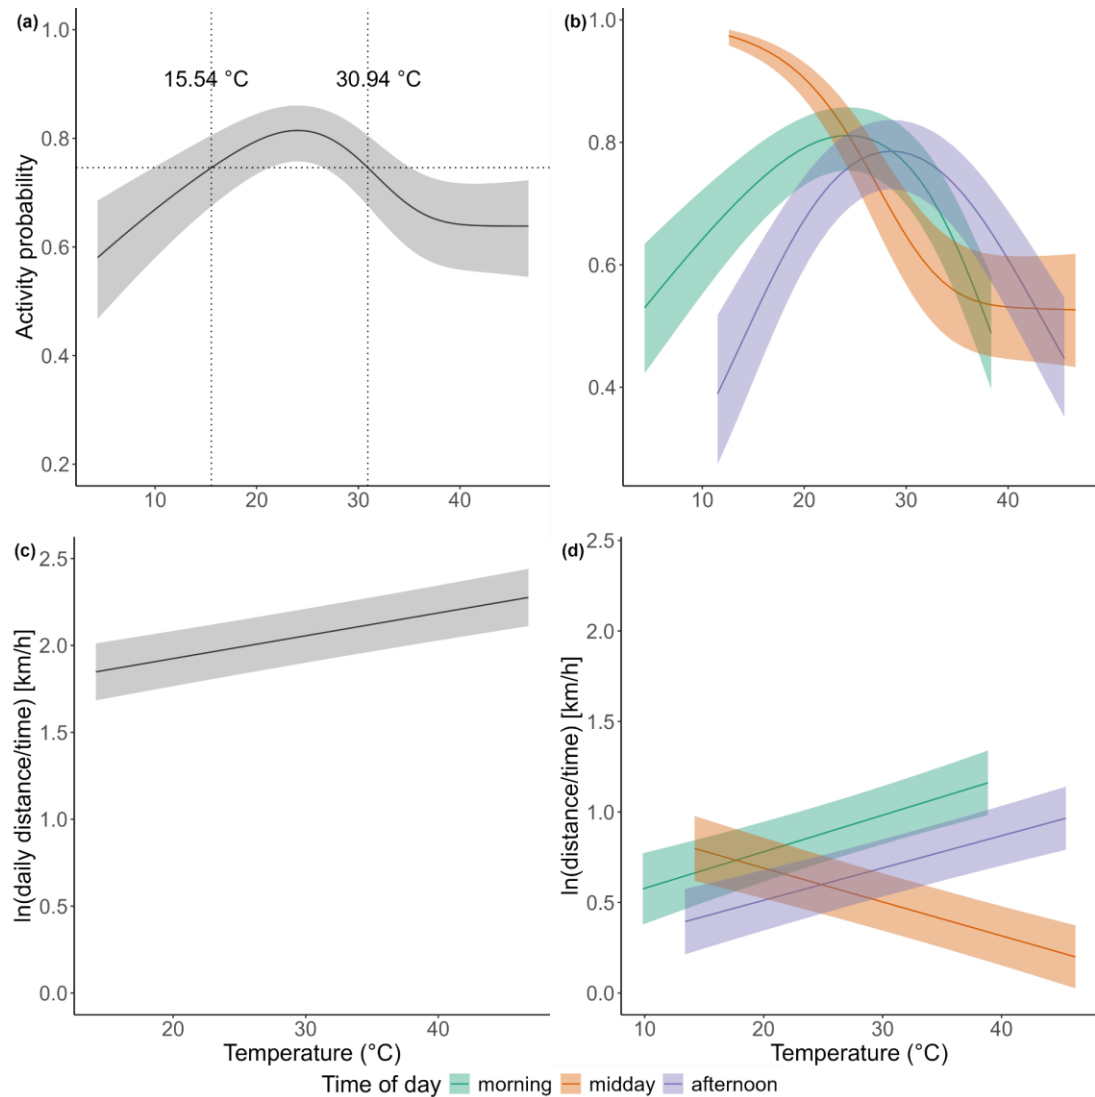 (a)
1.0
0.8
0.6
0.4
0.2
Activity probability
15.54 °C
30.94 °C
10 20 30 40
(b)
1.0
0.8
0.6
0.4
10 20 30 40
(c)
2.5
2.0
1.5
1.0
0.5
0.0
ln(daily distance/time) [km/h]
20 30 40
Temperature (°C)
(d)
2.5
2.0
1.5
1.0
0.5
0.0
ln(distance/time) [km/h]
10 20 30 40
Temperature (°C)
Time of day morning midday afternoon